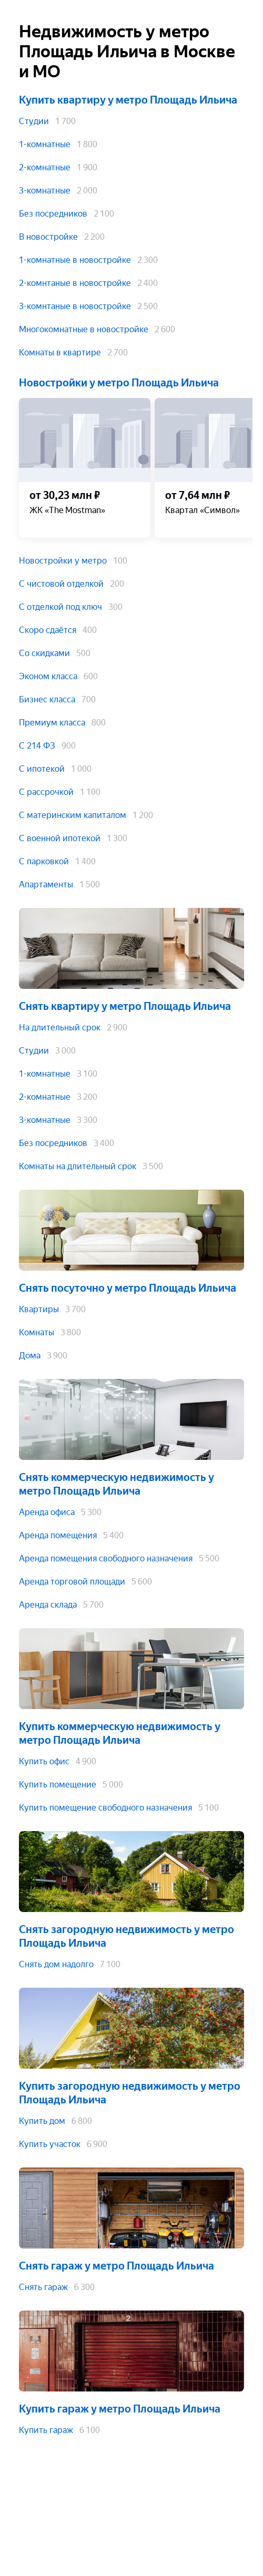 Недвижимость у метро
Площадь Ильича в Москве
и МО
Купить квартиру у метро Площадь Ильича
Студии 1 700
1-комнатные 1 800
2-комнатные 1 900
3-комнатные 2 000
Без посредников 2 100
В новостройке 2 200
1-комнатные в новостройке 2 300
2-комнтаные в новостройке 2 400
3-комнтаные в новостройке 2 500
Многокомнатные в новостройке 2 600
Комнаты в квартире 2 700
Новостройки у метро Площадь Ильича
от 30,23 млн ₽
ЖК «The Mostman»
от 7,64 млн ₽
Квартал «Символ»
Новостройки у метро 100
С чистовой отделкой 200
С отделкой под ключ 300
Скоро сдаётся 400
Со скидками 500
Эконом класса 600
Бизнес класса 700
Премиум класса 800
С 214 ФЗ 900
С ипотекой 1 000
С рассрочкой 1 100
С материнским капиталом 1 200
С военной ипотекой 1 300
С парковкой 1 400
Апартаменты 1 500
Снять квартиру у метро Площадь Ильича
На длительный срок 2 900
Студии 3 000
1-комнатные 3 100
2-комнатные 3 200
3-комнатные 3 300
Без посредников 3 400
Комнаты на длительный срок 3 500
Снять посуточно у метро Площадь Ильича
Квартиры 3 700
Комнаты 3 800
Дома 3 900
Снять коммерческую недвижимость у
метро Площадь Ильича
Аренда офиса 5 300
Аренда помещения 5 400
Аренда помещения свободного назначения 5 500
Аренда торговой площади 5 600
Аренда склада 5 700
Купить коммерческую недвижимость у
метро Площадь Ильича
Купить офис 4 900
Купить помещение 5 000
Купить помещение свободного назначения 5 100
Снять загородную недвижимость у метро
Площадь Ильича
Снять дом надолго 7 100
Купить загородную недвижимость у метро
Площадь Ильича
Купить дом 6 800
Купить участок 6 900
Снять гараж у метро Площадь Ильича
Снять гараж 6 300
2
Купить гараж у метро Площадь Ильича
Купить гараж 6 100